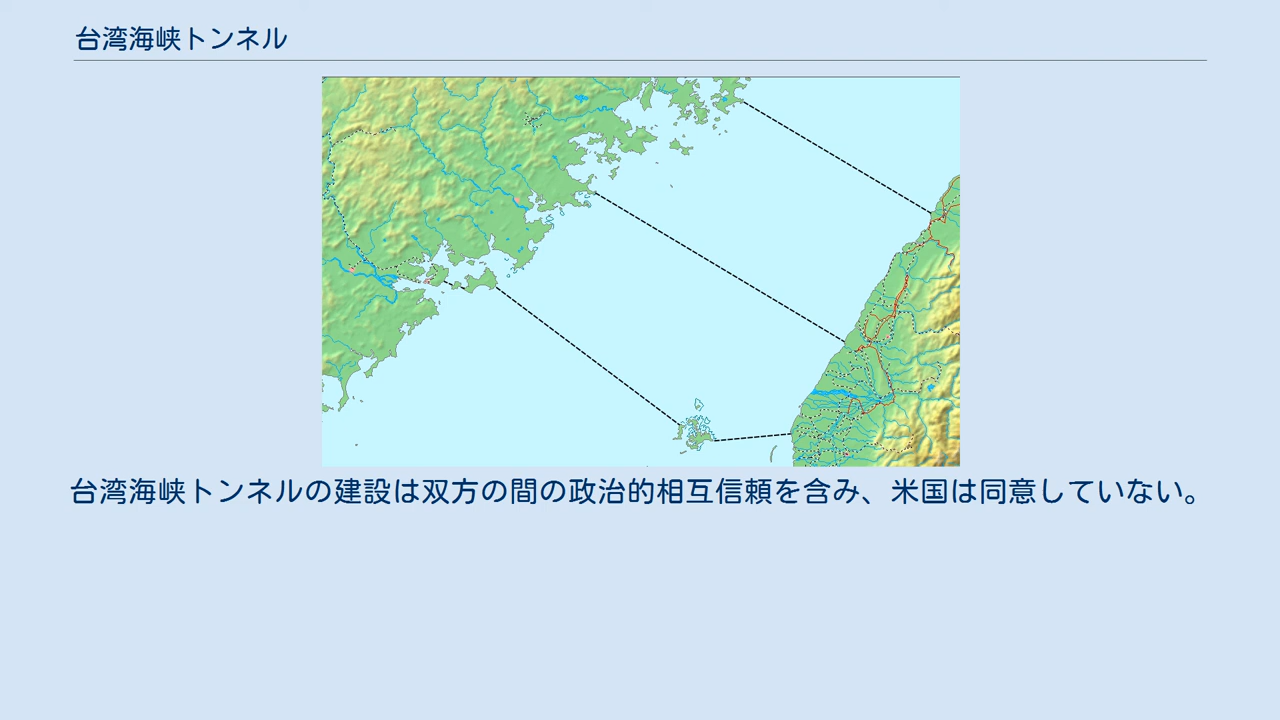 台湾海峡トンネル
台湾海峡トンネルの建設は双方の間の政治的相互信頼を含み、米国は同意していない。